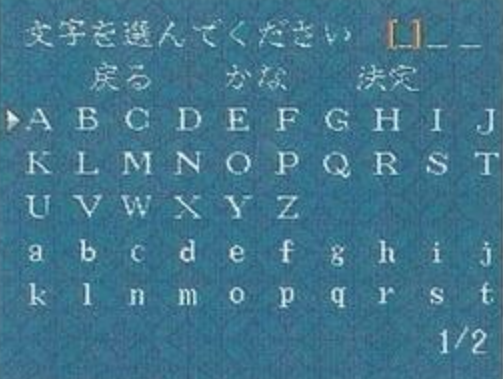 文字を選んでください [_]_ _
戻る かな 決定
A B C D E F G H I J
K L M N O P Q R S T
U V W X Y Z
a b c d e f g h i j
k l n m o p q r s t
1/2